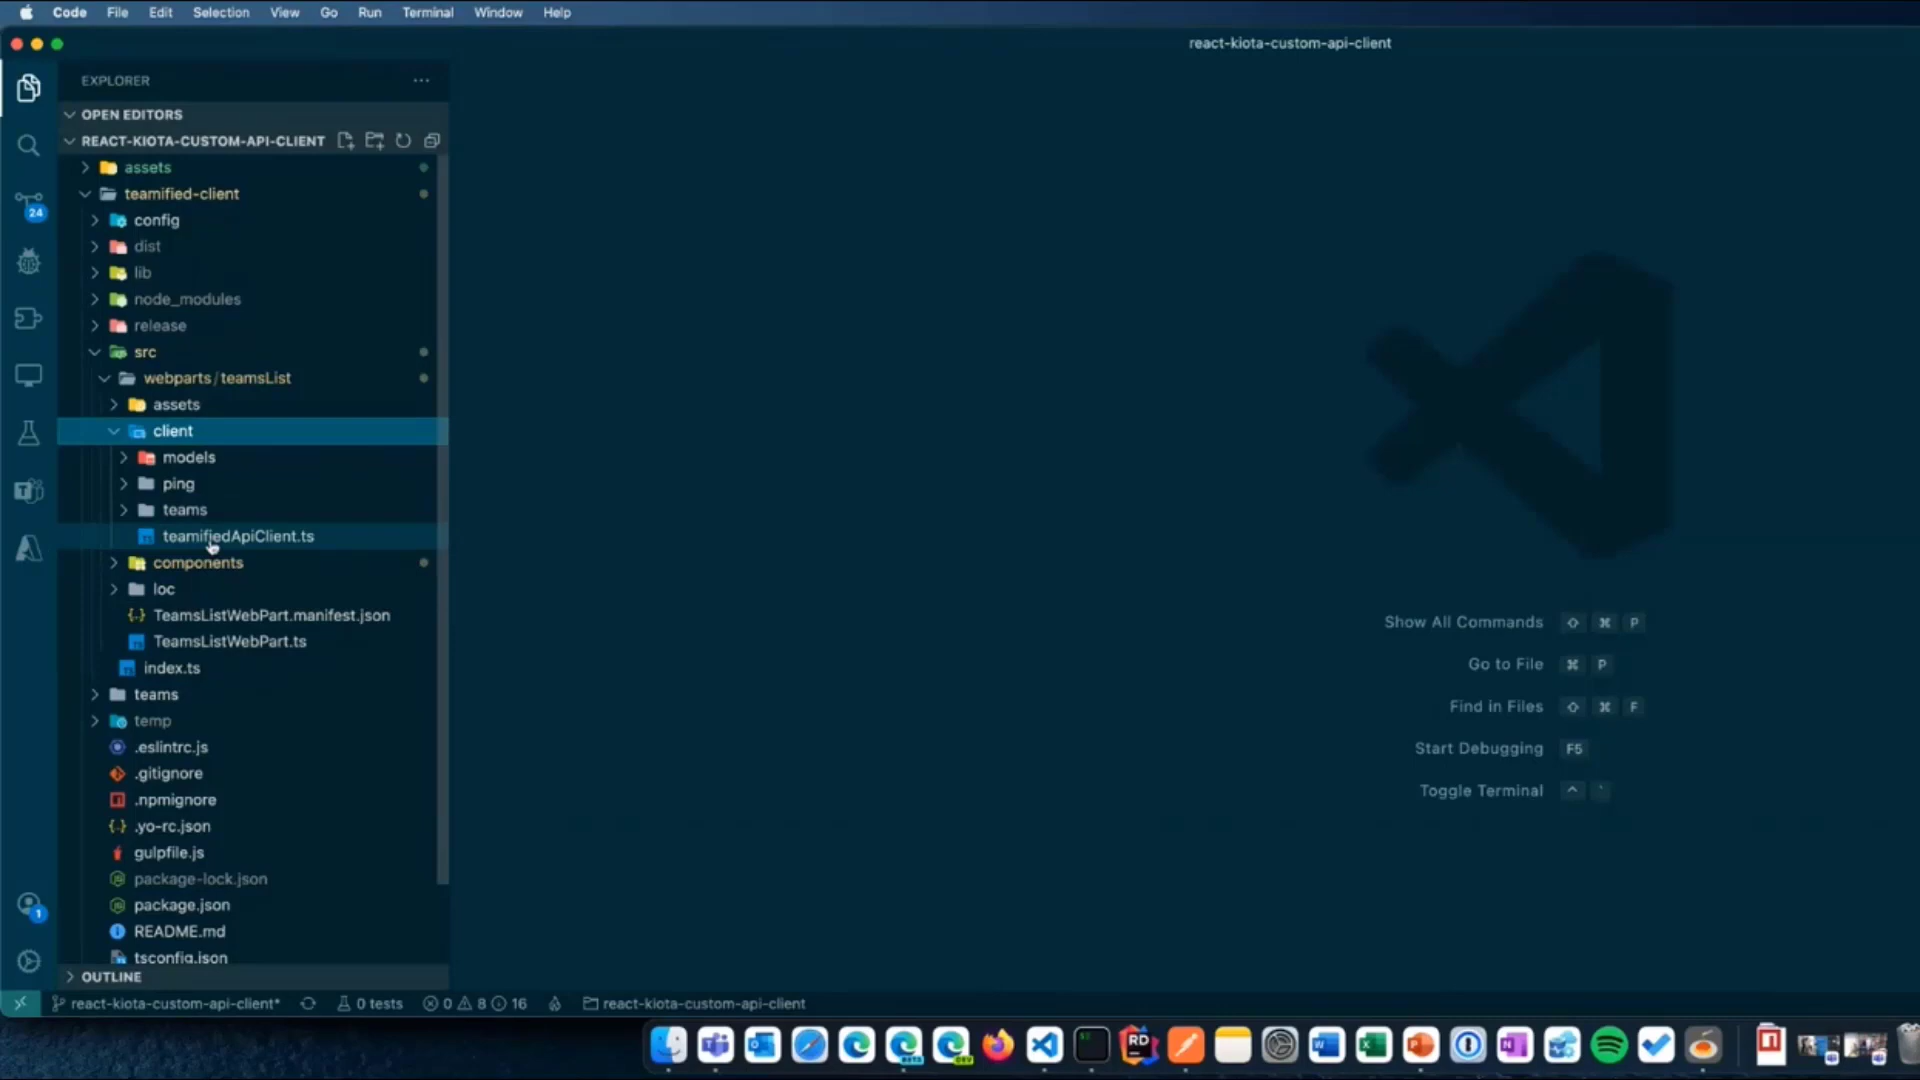 Code File Edit Selection View Go Run Terminal Window Help
react-kiota-custom-api-client
EXPLORER
OPEN EDITORS
REACT-KIOTA-CUSTOM-API-CLIENT
assets
teamified-client
config
dist
lib
node_modules
release
src
webparts/teamsList
assets
client
models
ping
teams
teamifiedApiClient.ts
components
loc
TeamsListWebPart.manifest.json
TeamsListWebPart.ts
index.ts
teams
temp
.eslintrc.js
.gitignore
.npmignore
.yo-rc.json
gulpfile.js
package-lock.json
package.json
README.md
tsconfig.json
OUTLINE
24
1
Show All Commands ⇧ ⌘ P
Go to File ⌘ P
Find in Files ⇧ ⌘ F
Start Debugging F5
Toggle Terminal ^ `
react-kiota-custom-api-client* 0 tests 0 8 16 react-kiota-custom-api-client
BETA
DEV
RD